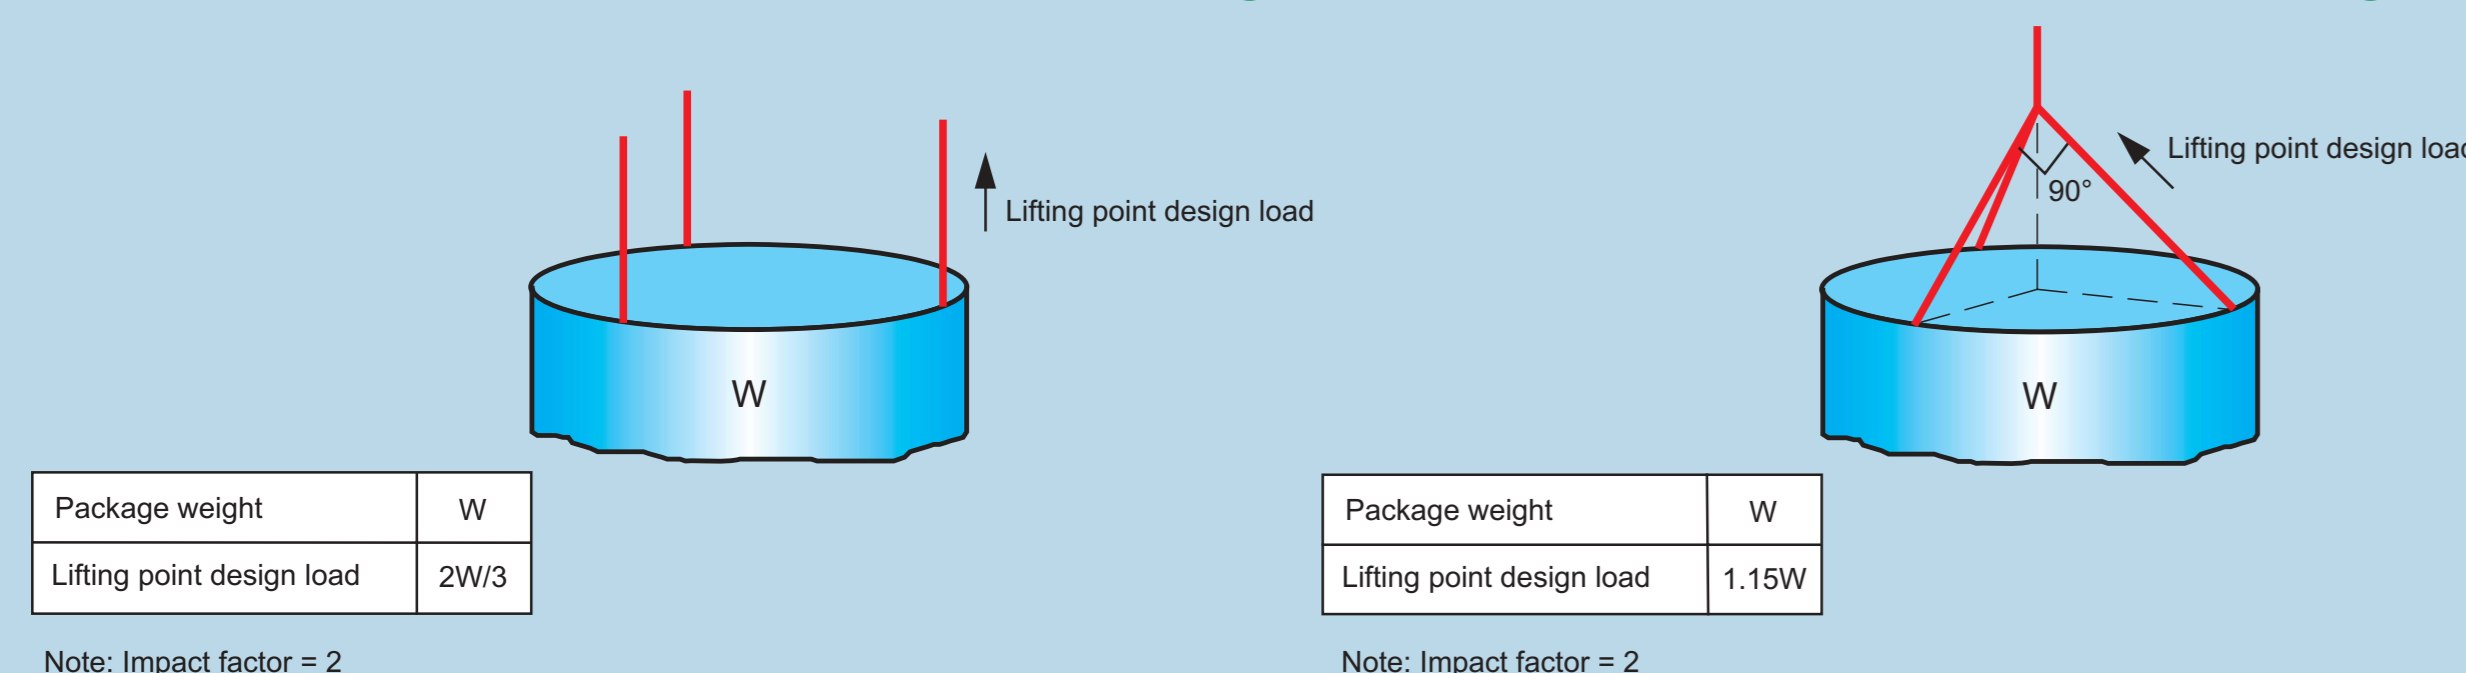 Lifting point design load
W
Package weight W
Lifting point design load 2W/3
Note: Impact factor = 2
Lifting point design
90°
W
Package weight W
Lifting point design load 1.15W
Note: Impact factor = 2